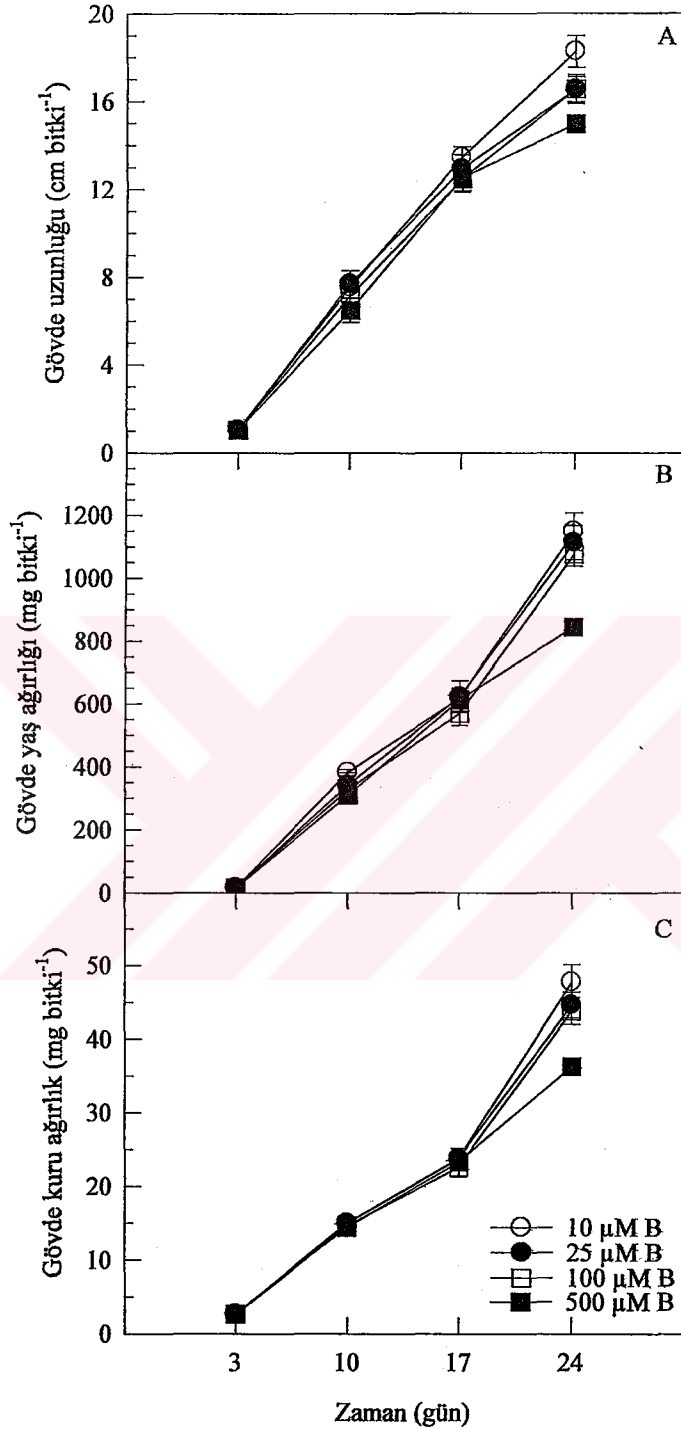 A
20
16
12
8
4
0
Gövde uzunluğu (cm bitki⁻¹)
B
1200
1000
800
600
400
200
0
Gövde yaş ağırlığı (mg bitki⁻¹)
C
50
40
30
20
10
0
Gövde kuru ağırlık (mg bitki⁻¹)
10 µM B
25 µM B
100 µM B
500 µM B
3 10 17 24
Zaman (gün)